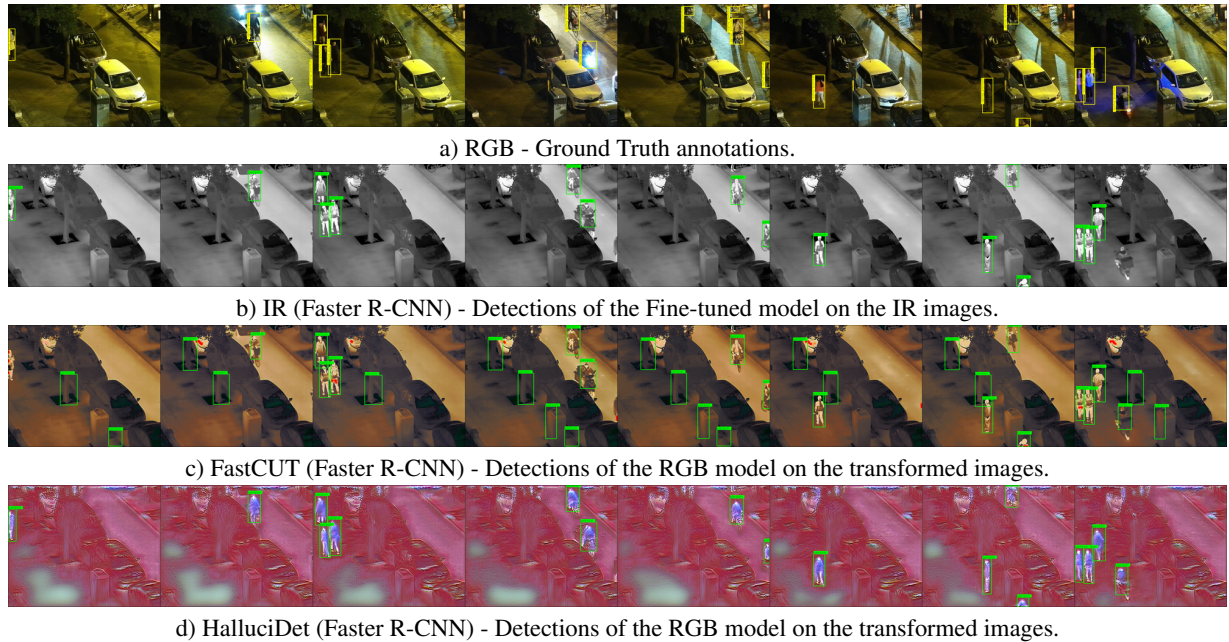 a) RGB - Ground Truth annotations.
b) IR (Faster R-CNN) - Detections of the Fine-tuned model on the IR images.
c) FastCUT (Faster R-CNN) - Detections of the RGB model on the transformed images.
d) HalluciDet (Faster R-CNN) - Detections of the RGB model on the transformed images.